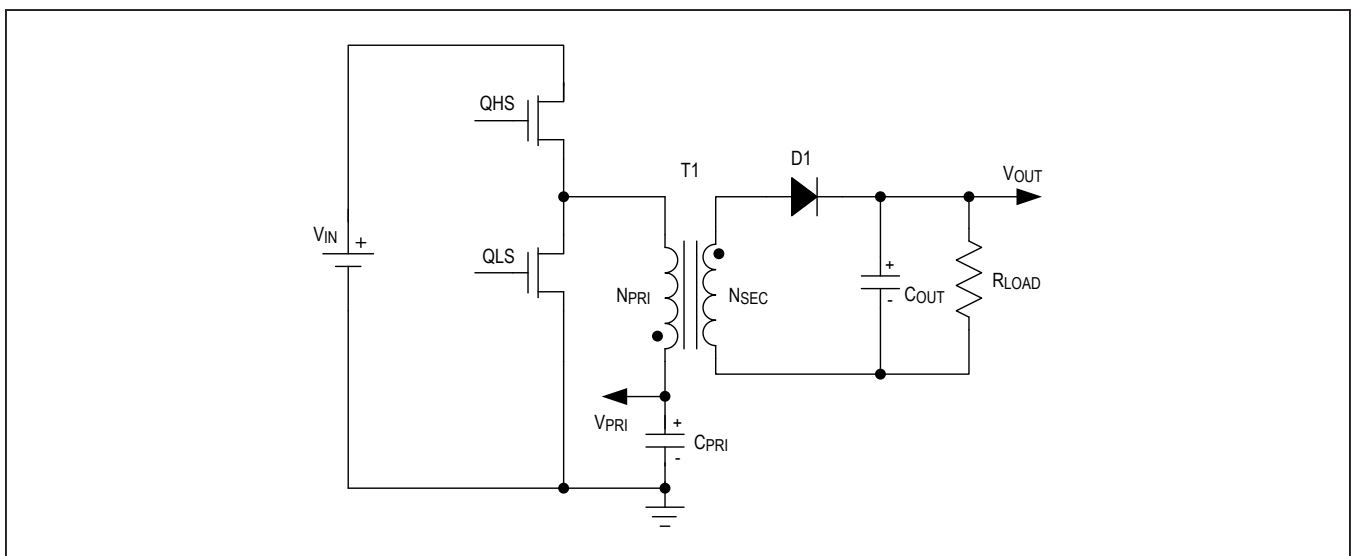 QHS
T1
D1
VOUT
VIN
+
QLS
NPRI
NSEC
+
COUT
-
RLOAD
VPRI
+
CPRI
-